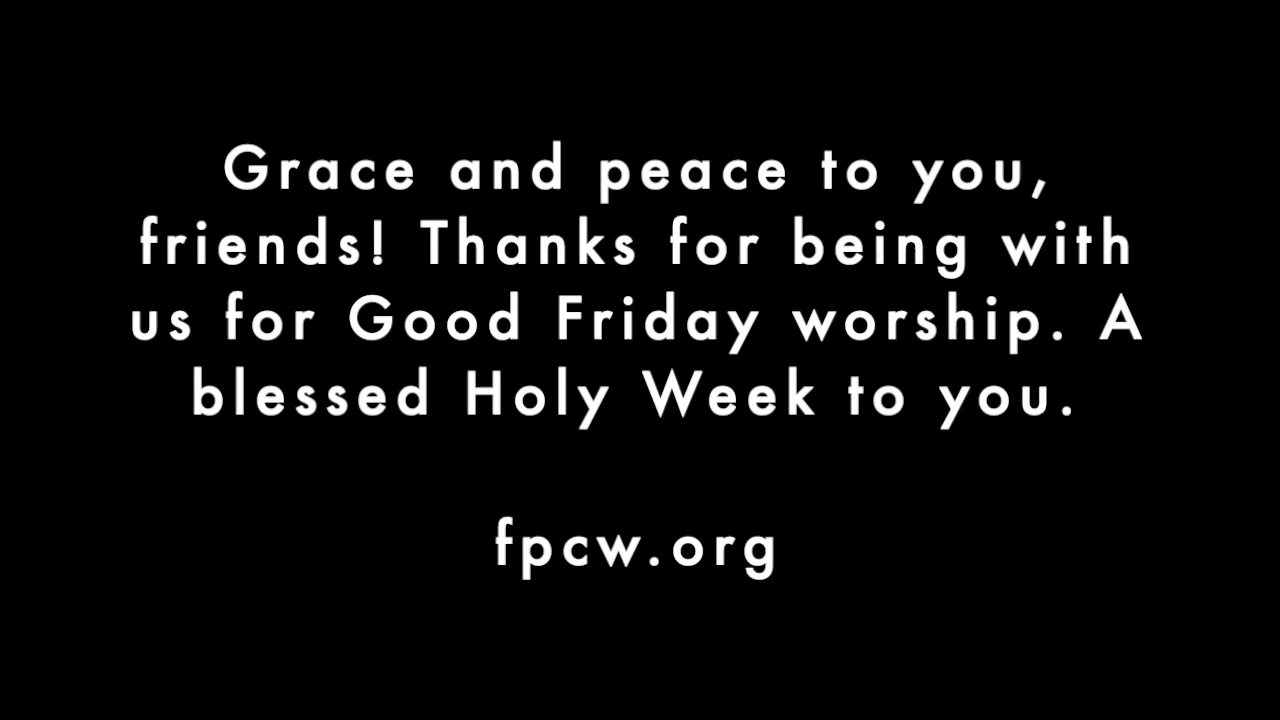 Grace and peace to you,
friends! Thanks for being with
us for Good Friday worship. A
blessed Holy Week to you.
fpcw.org